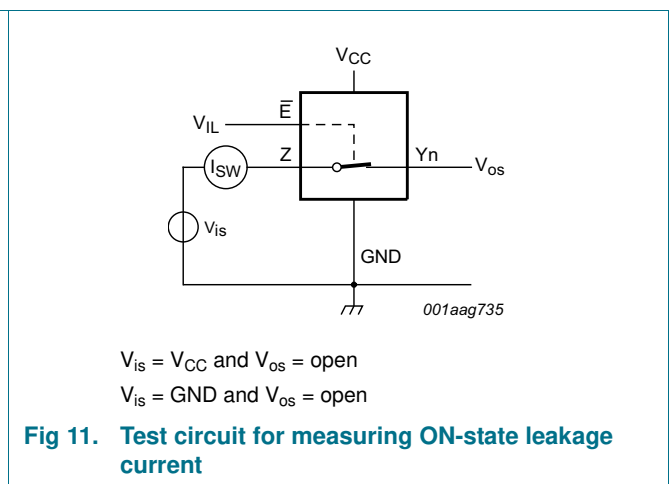 VCC
E̅
VIL
ISW Z Yn Vos
Vis
GND
001aag735
Vis = VCC and Vos = open
Vis = GND and Vos = open
Fig 11. Test circuit for measuring ON-state leakage
current